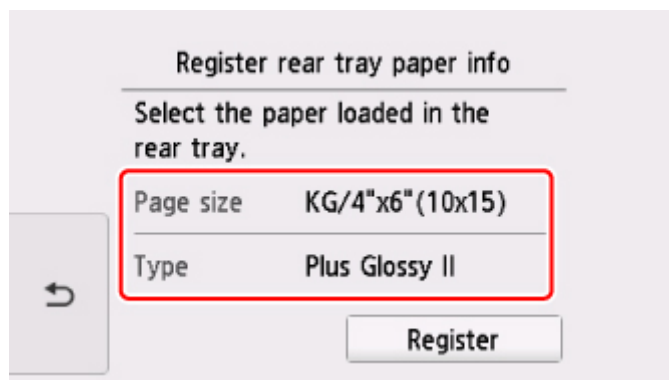 Register rear tray paper info
Select the paper loaded in the
rear tray.
Page size KG/4"x6"(10x15)
Type Plus Glossy II
Register